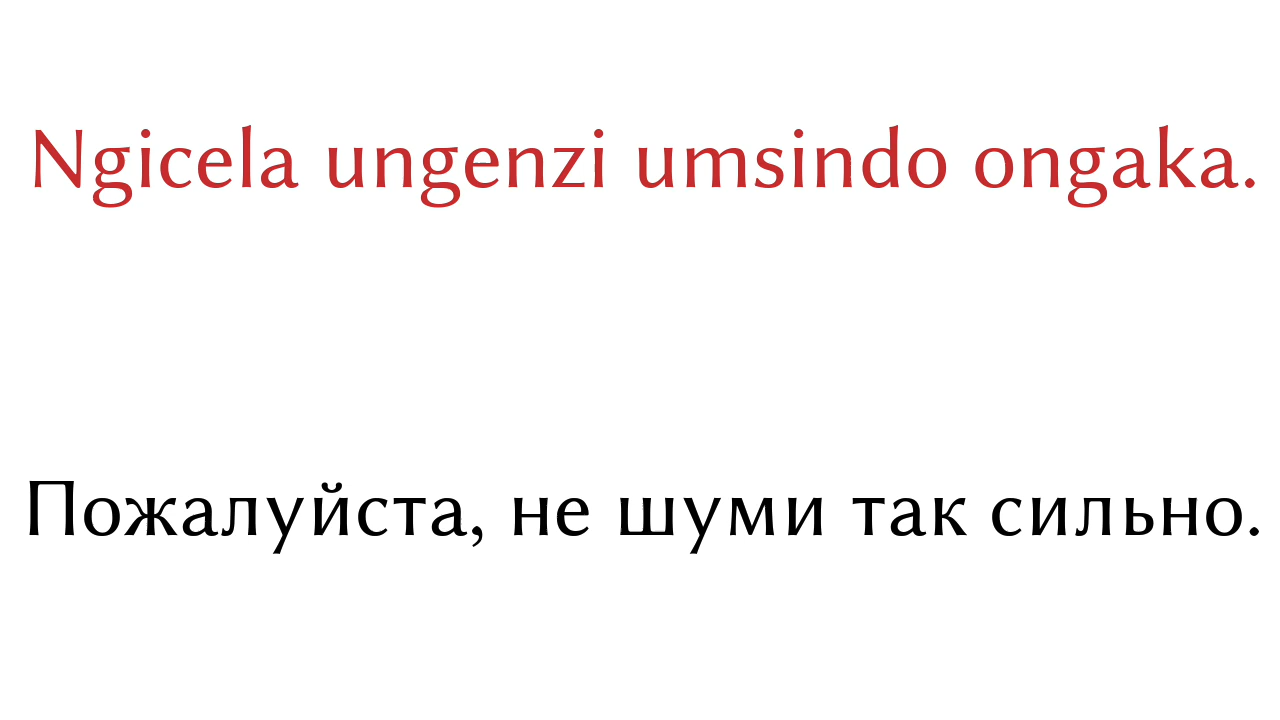 Ngicela ungenzi umsindo ongaka.
Пожалуйста, не шуми так сильно.